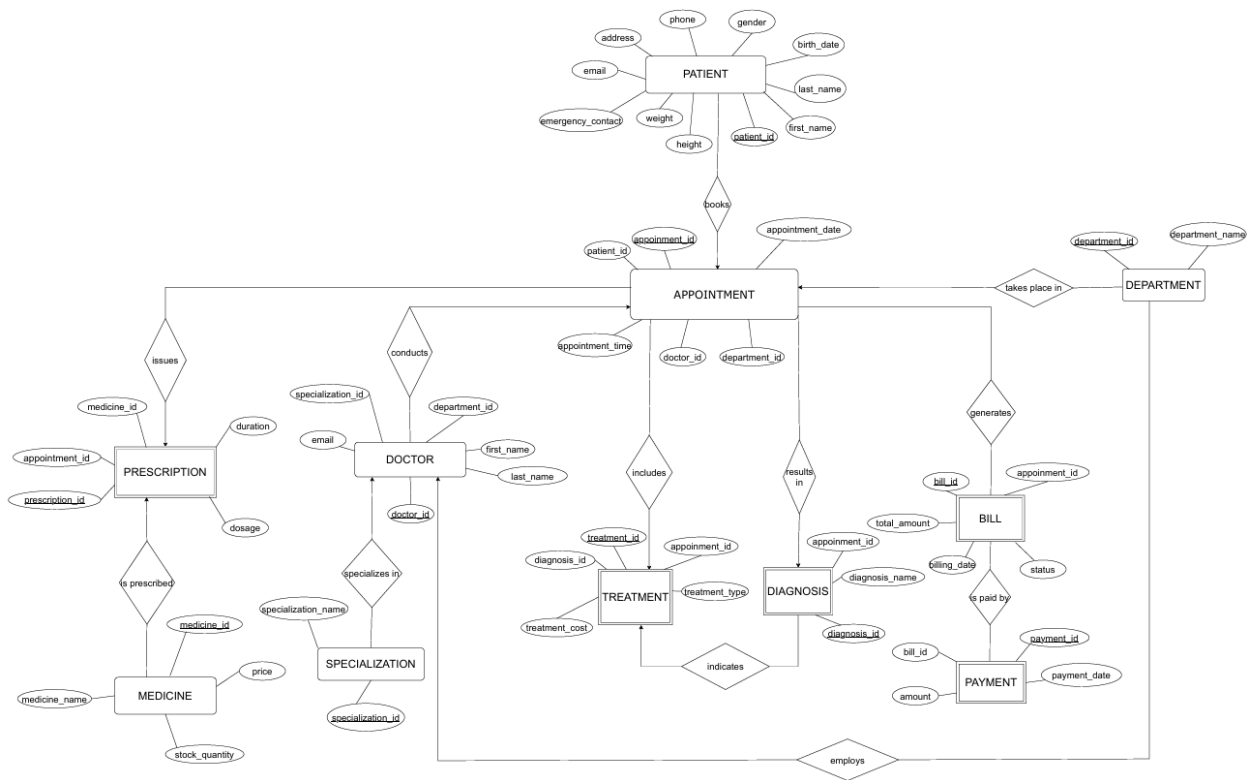 phone
gender
address
birth_date
email
PATIENT
last_name
emergency_contact
weight
patient_id
first_name
height
books
appoinment_id
appointment_date
patient_id
department_id
department_name
APPOINTMENT
takes place in
DEPARTMENT
appointment_time
doctor_id
department_id
issues
conducts
medicine_id
duration
specialization_id
department_id
generates
appointment_id
PRESCRIPTION
email
DOCTOR
first_name
last_name
includes
results
in
prescription_id
dosage
doctor_id
bill_id
appoinment_id
total_amount
BILL
billing_date
status
is prescribed
specializes in
treatment_id
appoinment_id
diagnosis_id
TREATMENT
treatment_type
treatment_cost
appoinment_id
DIAGNOSIS
diagnosis_name
diagnosis_id
is paid by
specialization_name
medicine_id
SPECIALIZATION
indicates
bill_id
payment_id
PAYMENT
payment_date
amount
medicine_name
MEDICINE
price
specialization_id
stock_quantity
employs